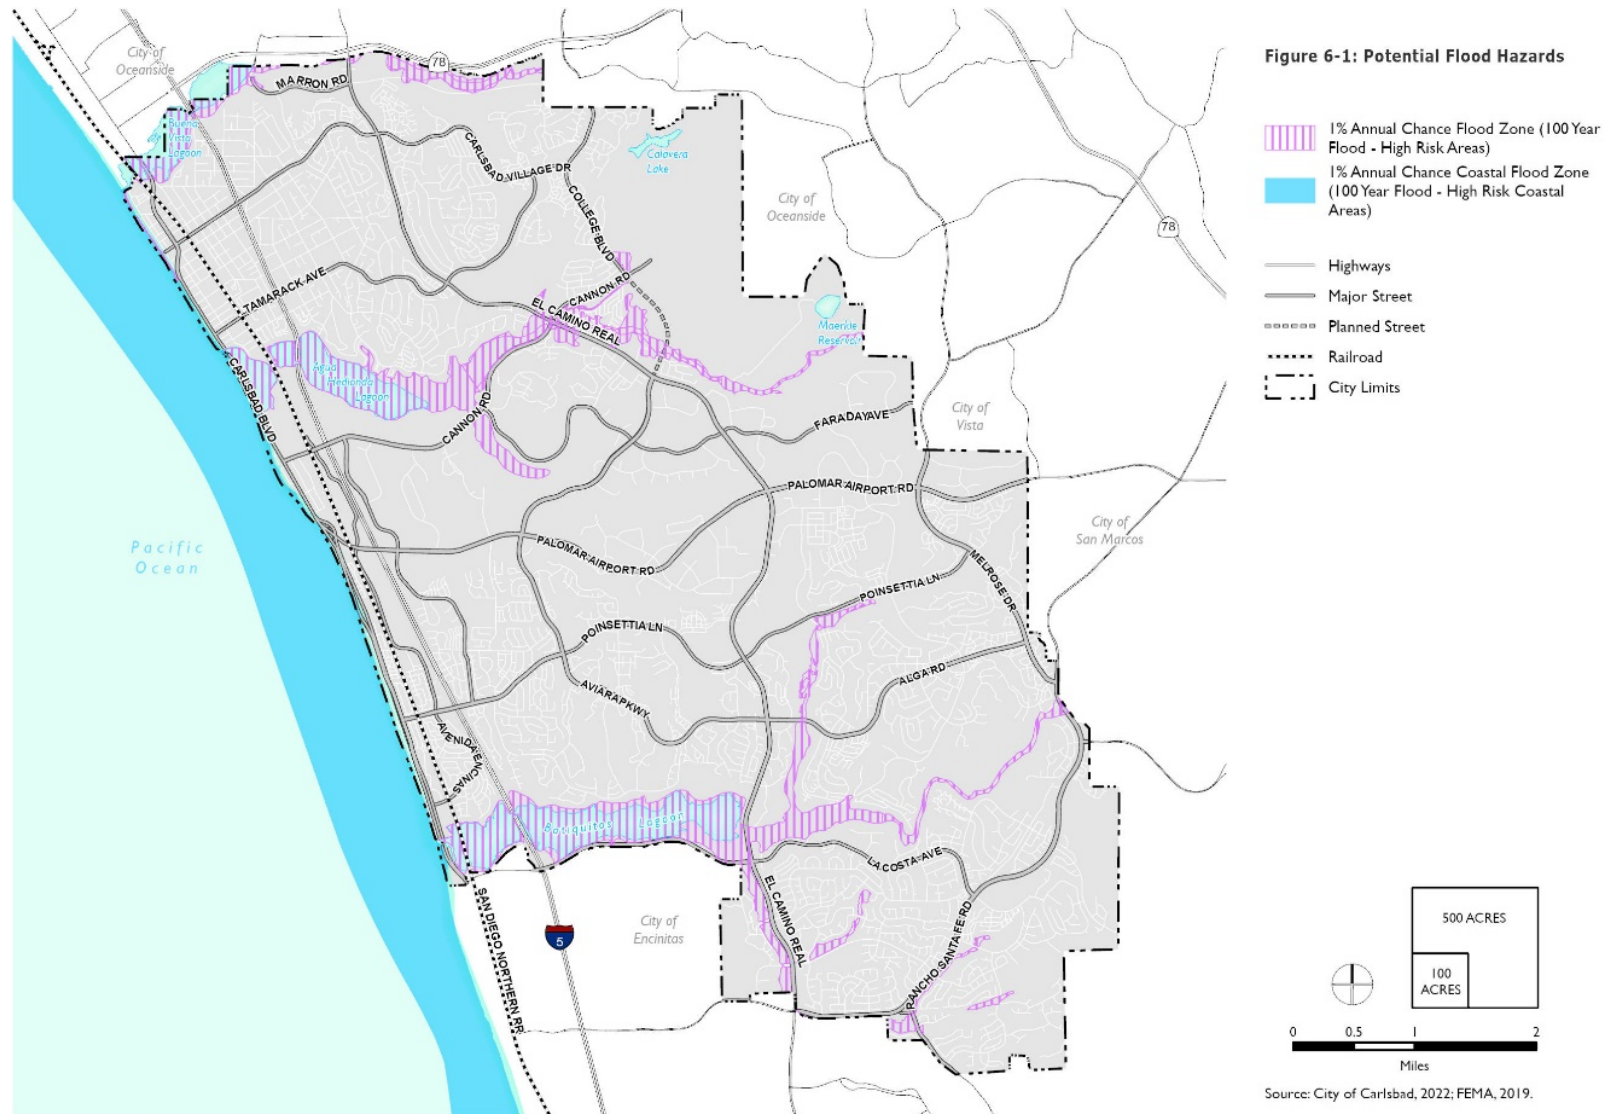 Figure 6-1: Potential Flood Hazards
1% Annual Chance Flood Zone (100 Year
Flood - High Risk Areas)
1% Annual Chance Coastal Flood Zone
(100 Year Flood - High Risk Coastal
Areas)
Highways
Major Street
Planned Street
Railroad
City Limits
City of
Oceanside
78
MARRON RD
Buena
Vista
Lagoon
CARLSBAD VILLAGE DR
Calavera
Lake
City of
Oceanside
78
COLLEGE BLVD
TAMARACK AVE
CANNON RD
EL CAMINO REAL
Maerkle
Reservoir
CARLSBAD BLVD
Agua
Hedionda
Lagoon
CANNON RD
FARADAY AVE
City of
Vista
PALOMAR AIRPORT RD
City of
San Marcos
Pacific
Ocean
PALOMAR AIRPORT RD
POINSETTIA LN
MELROSE DR
POINSETTIA LN
ALGA RD
AVIARA PKWY
AVENIDA ENCINAS
Batiquitos Lagoon
LA COSTA AVE
EL CAMINO REAL
City of
Encinitas
5
SAN DIEGO NORTHERN RR
RANCHO SANTA FE RD
500 ACRES
100
ACRES
0 0.5 1 2
Miles
Source: City of Carlsbad, 2022; FEMA, 2019.